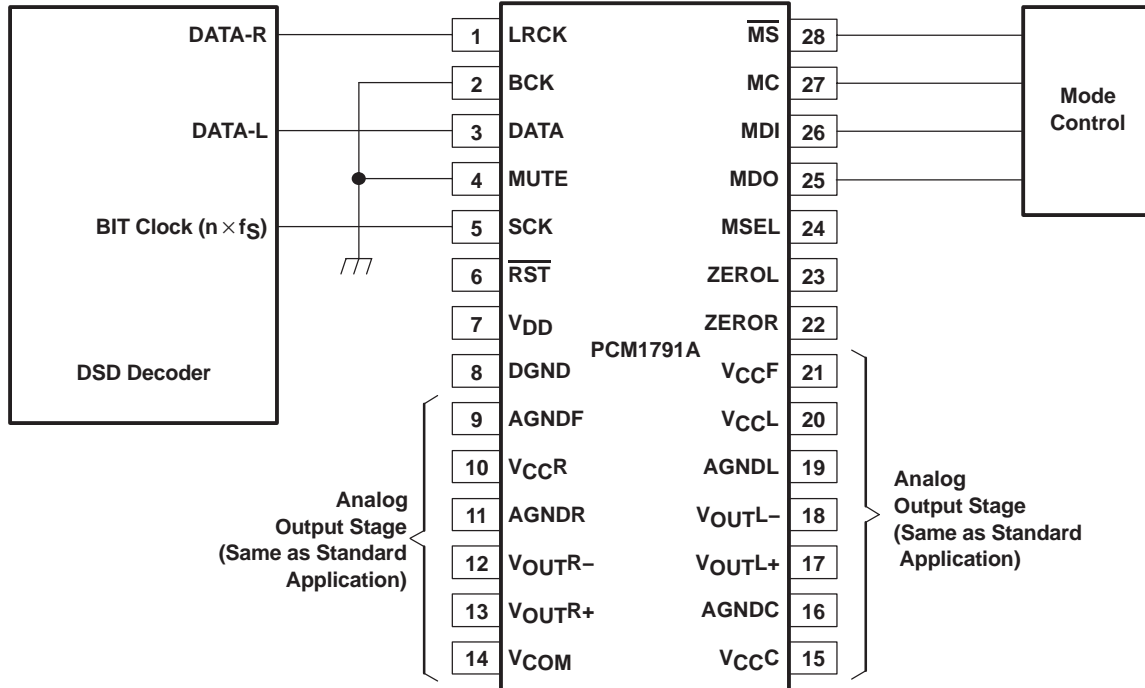 DATA-R
DATA-L
BIT Clock (n × fS)
DSD Decoder
1 LRCK
2 BCK
3 DATA
4 MUTE
5 SCK
6 R̅S̅T̅
7 VDD
8 DGND
9 AGNDF
10 VCCR
11 AGNDR
12 VOUTR–
13 VOUTR+
14 VCOM
Analog
Output Stage
(Same as Standard
Application)
PCM1791A
M̅S̅ 28
MC 27
MDI 26
MDO 25
MSEL 24
ZEROL 23
ZEROR 22
VCCF 21
VCCL 20
AGNDL 19
VOUTL– 18
VOUTL+ 17
AGNDC 16
VCCC 15
Mode
Control
Analog
Output Stage
(Same as Standard
Application)